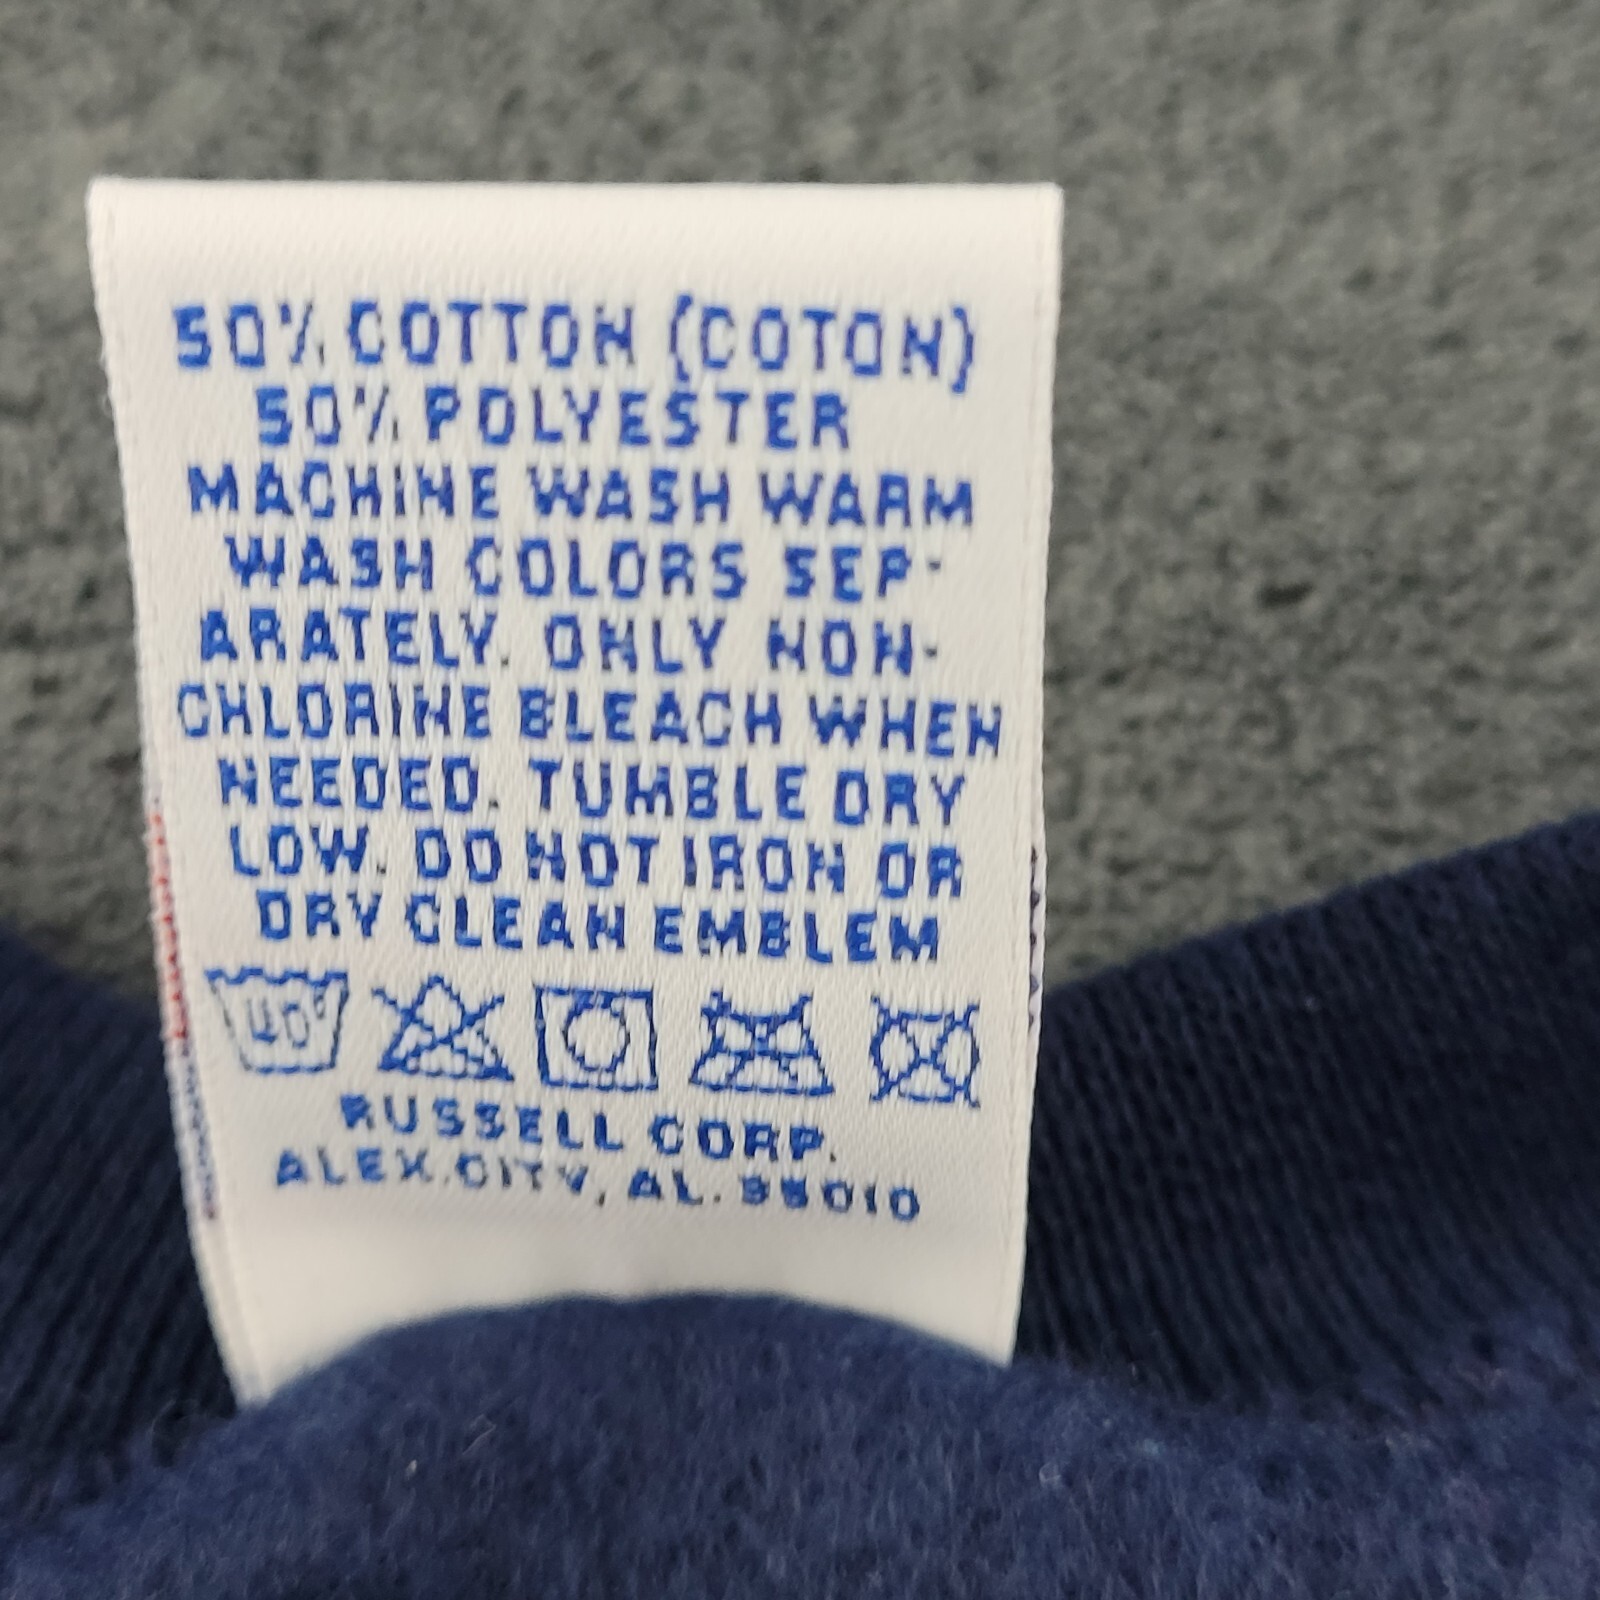 50% COTTON (COTON)
50% POLYESTER
MACHINE WASH WARM
WASH COLORS SEP-
ARATELY. ONLY NON-
CHLORINE BLEACH WHEN
NEEDED. TUMBLE DRY
LOW. DO NOT IRON OR
DRY CLEAN EMBLEM
40°
RUSSELL CORP.
ALEX.CITY, AL. 35010